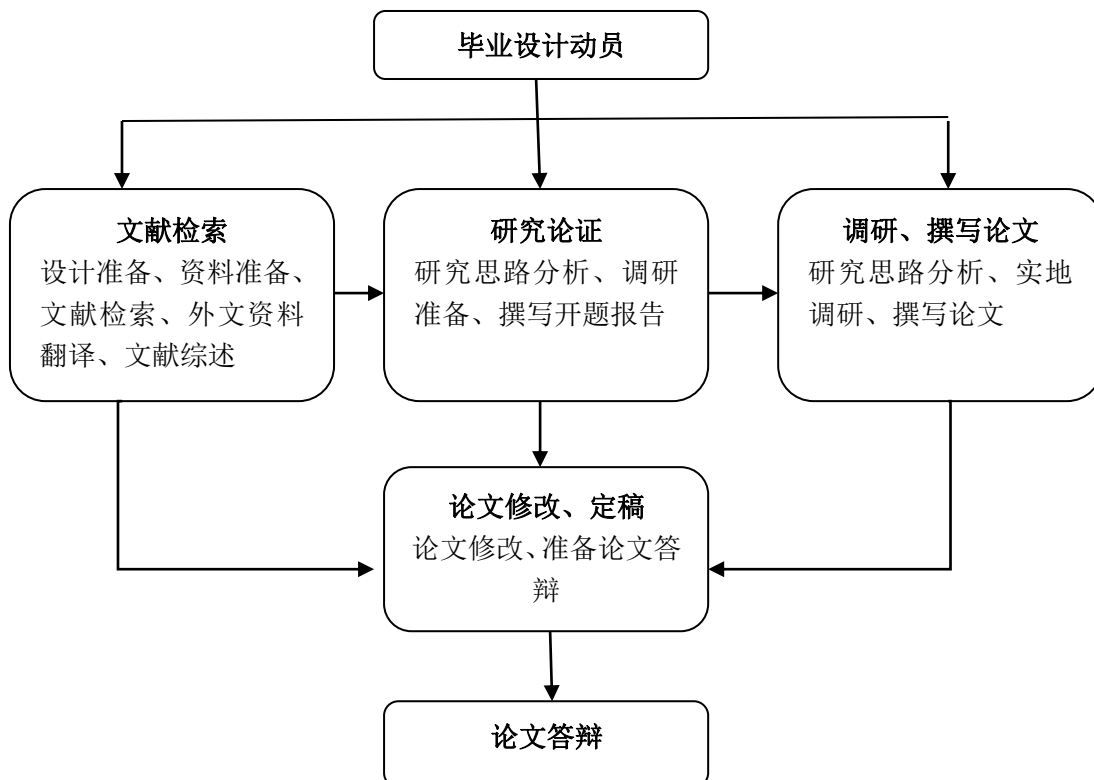 毕业设计动员
文献检索
设计准备、资料准备、
文献检索、外文资料
翻译、文献综述
研究论证
研究思路分析、调研
准备、撰写开题报告
调研、撰写论文
研究思路分析、实地
调研、撰写论文
论文修改、定稿
论文修改、准备论文答
辩
论文答辩